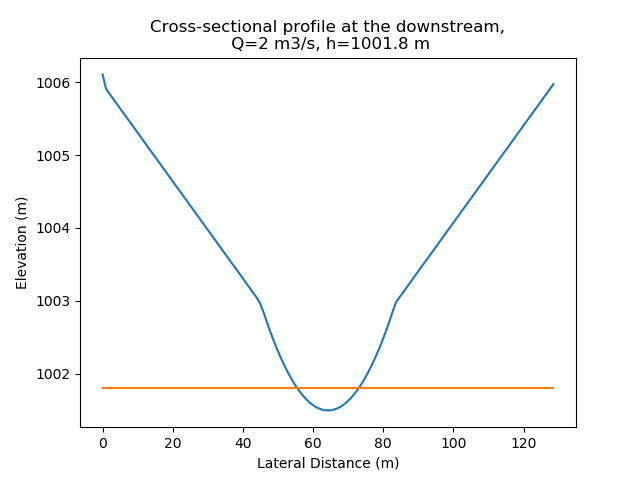 Cross-sectional profile at the downstream,
Q=2 m3/s, h=1001.8 m
1006
1005
1004
1003
1002
Elevation (m)
0 20 40 60 80 100 120
Lateral Distance (m)